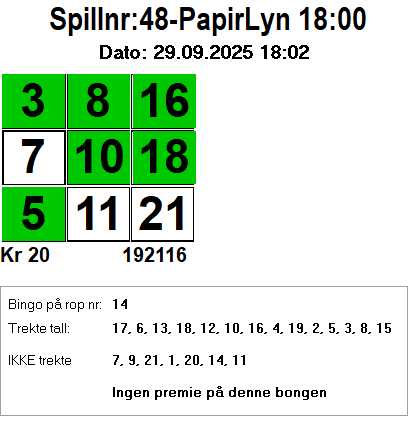 Spillnr:48-PapirLyn 18:00
Dato: 29.09.2025 18:02
3 8 16
7 10 18
5 11 21
Kr 20 192116
Bingo på rop nr: 14
Trekte tall: 17, 6, 13, 18, 12, 10, 16, 4, 19, 2, 5, 3, 8, 15
IKKE trekte 7, 9, 21, 1, 20, 14, 11
Ingen premie på denne bongen